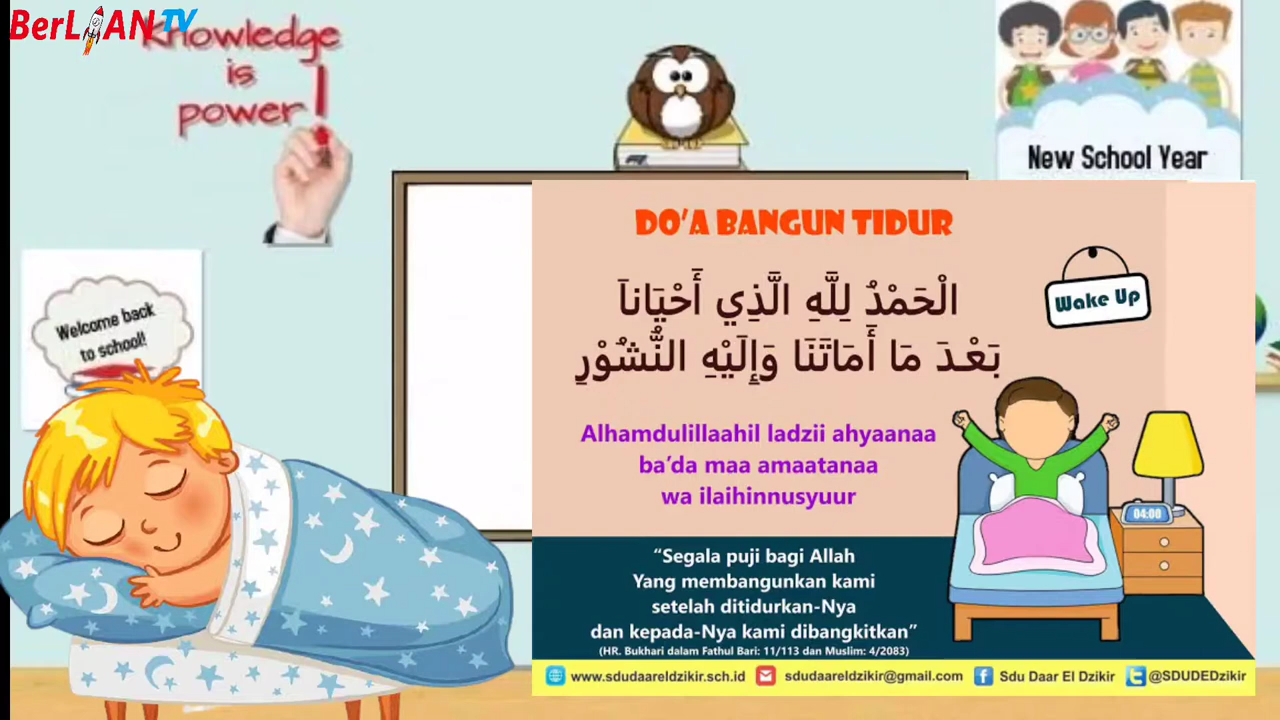 BerLIAN TV
Knowledge
is
power!
New School Year
Welcome back
to school!
DO'A BANGUN TIDUR
الْحَمْدُ لِلَّهِ الَّذِي أَحْيَاناَ
بَعْدَ مَا أَمَاتَنَا وَإِلَيْهِ النُّشُوْرِ
Wake Up
Alhamdulillaahil ladzii ahyaanaa
ba'da maa amaatanaa
wa ilaihinnusyuur
04:00
“Segala puji bagi Allah
Yang membangunkan kami
setelah ditidurkan-Nya
dan kepada-Nya kami dibangkitkan”
(HR. Bukhari dalam Fathul Bari: 11/113 dan Muslim: 4/2083)
www.sdudaareldzikir.sch.id sdudaareldzikir@gmail.com Sdu Daar El Dzikir @SDUDEDzikir